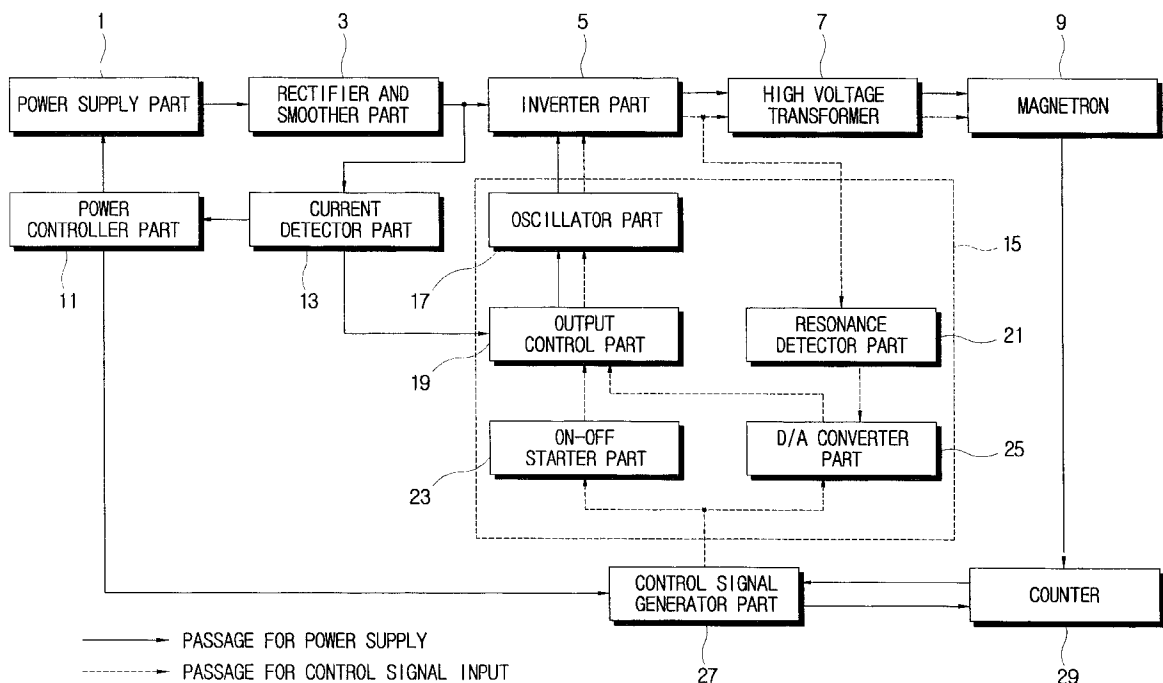 1
3
5
7
9
POWER SUPPLY PART
RECTIFIER AND
SMOOTHER PART
INVERTER PART
HIGH VOLTAGE
TRANSFORMER
MAGNETRON
POWER
CONTROLLER PART
CURRENT
DETECTOR PART
OSCILLATOR PART
15
11
13
17
OUTPUT
CONTROL PART
RESONANCE
DETECTOR PART
21
19
ON-OFF
STARTER PART
D/A CONVERTER
PART
25
23
CONTROL SIGNAL
GENERATOR PART
COUNTER
PASSAGE FOR POWER SUPPLY
PASSAGE FOR CONTROL SIGNAL INPUT
27
29